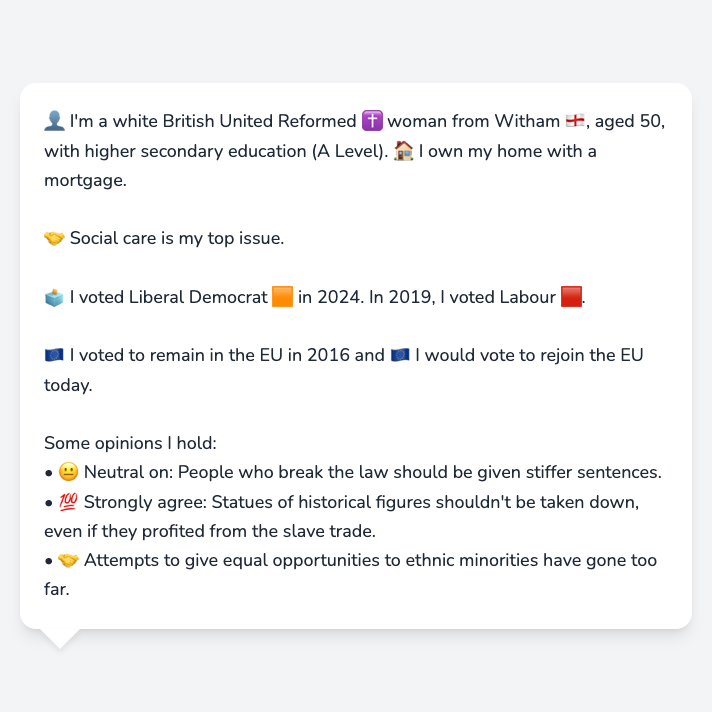 👤 I'm a white British United Reformed ✝️ woman from Witham 🏴󠁧󠁢󠁥󠁮󠁧󠁿, aged 50,
with higher secondary education (A Level). 🏠 I own my home with a
mortgage.
🤝 Social care is my top issue.
🗳️ I voted Liberal Democrat 🟧 in 2024. In 2019, I voted Labour 🟥.
🇪🇺 I voted to remain in the EU in 2016 and 🇪🇺 I would vote to rejoin the EU
today.
Some opinions I hold:
• 😐 Neutral on: People who break the law should be given stiffer sentences.
• 💯 Strongly agree: Statues of historical figures shouldn't be taken down,
even if they profited from the slave trade.
• 🤝 Attempts to give equal opportunities to ethnic minorities have gone too
far.